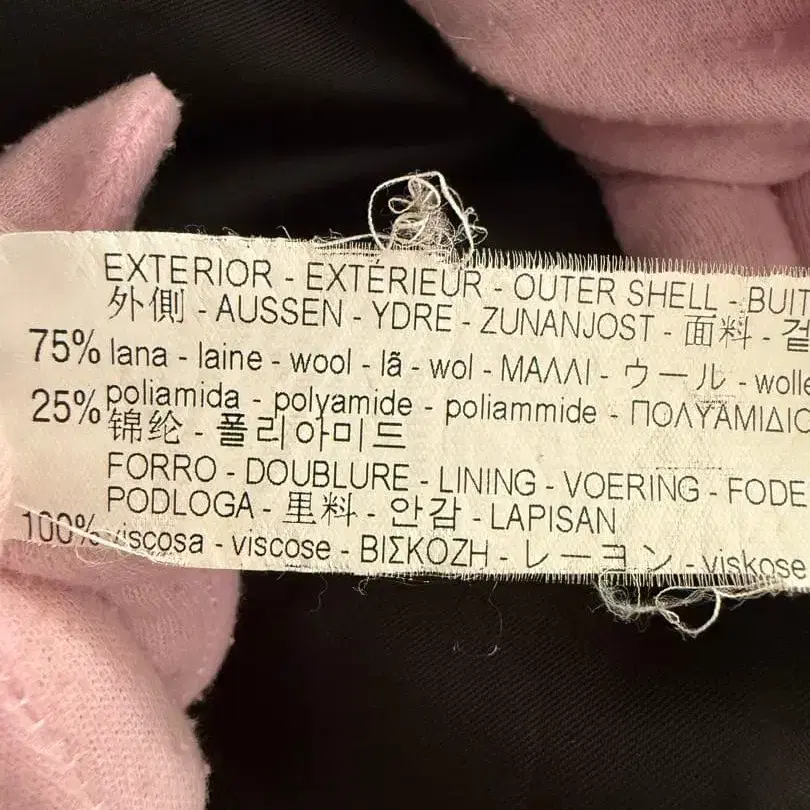 EXTERIOR - EXTÉRIEUR - OUTER SHELL - BUIT
外側 - AUSSEN - YDRE - ZUNANJOST - 面料 - 겉
75% lana - laine - wool - lã - wol - ΜΑΛΛΙ - ウール - wolle
25% poliamida - polyamide - poliammide - ΠΟΛΥΑΜΙΔΙΟ
锦纶 - 폴리아미드
FORRO - DOUBLURE - LINING - VOERING - FODE
PODLOGA - 里料 - 안감 - LAPISAN
100% viscosa - viscose - ΒΙΣΚΟΖΗ - レーヨン - viskose